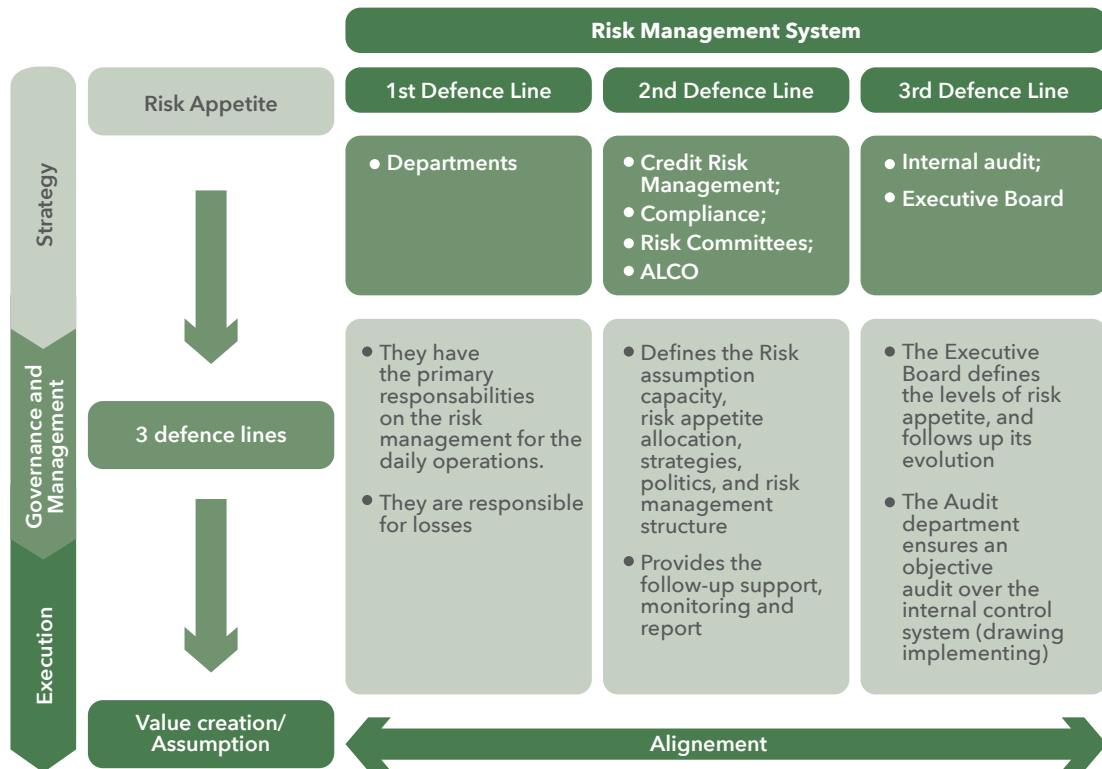 Risk Management System
Strategy
Governance and
Management
Execution
Risk Appetite
3 defence lines
Value creation/
Assumption
1st Defence Line
2nd Defence Line
3rd Defence Line
• Departments
• Credit Risk
Management;
• Compliance;
• Risk Committees;
• ALCO
• Internal audit;
• Executive Board
• They have
the primary
responsabilities
on the risk
management for the
daily operations.
• They are responsible
for losses
• Defines the Risk
assumption
capacity,
risk appetite
allocation,
strategies,
politics, and risk
management
structure
• Provides the
follow-up support,
monitoring and
report
• The Executive
Board defines
the levels of risk
appetite, and
follows up its
evolution
• The Audit
department
ensures an
objective
audit over the
internal control
system (drawing
implementing)
Alignement